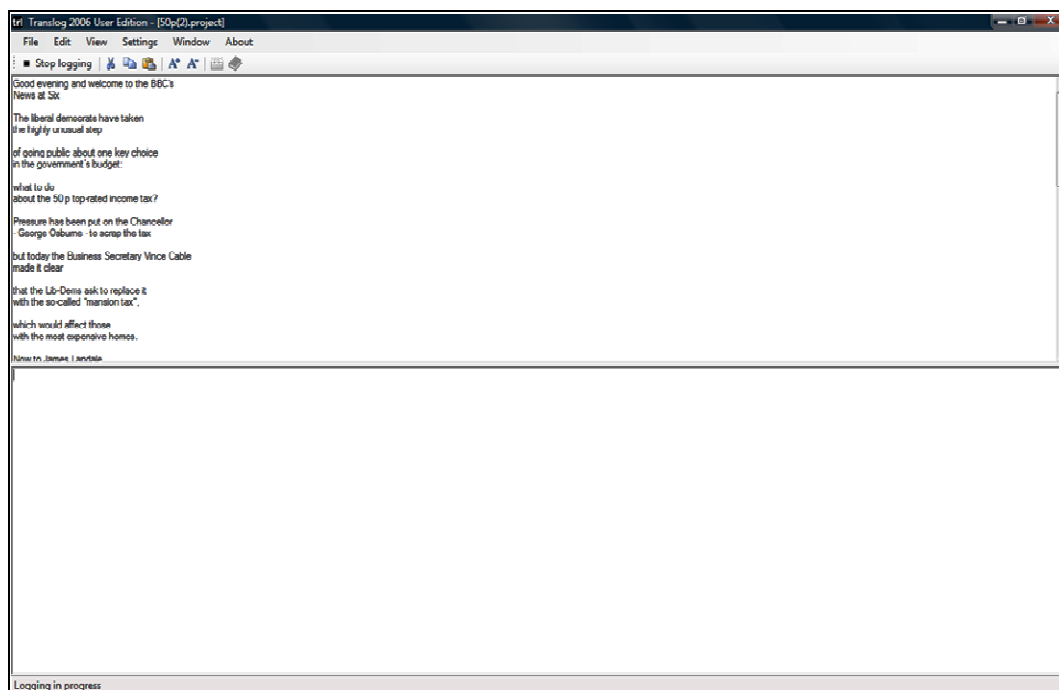 trl Translog 2006 User Edition - [50p(2).project]
File Edit View Settings Window About
Stop logging
Good evening and welcome to the BBC's
News at Six
The liberal democrats have taken
the highly unusual step
of going public about one key choice
in the government's budget:
what to do
about the 50 p top-rated income tax?
Pressure has been put on the Chancellor
- George Osburne - to scrap the tax
but today the Business Secretary Vince Cable
made it clear
that the Lib-Dems ask to replace it
with the so-called "mansion tax",
which would affect those
with the most expensive homes.
Now to James Landale
Logging in progress